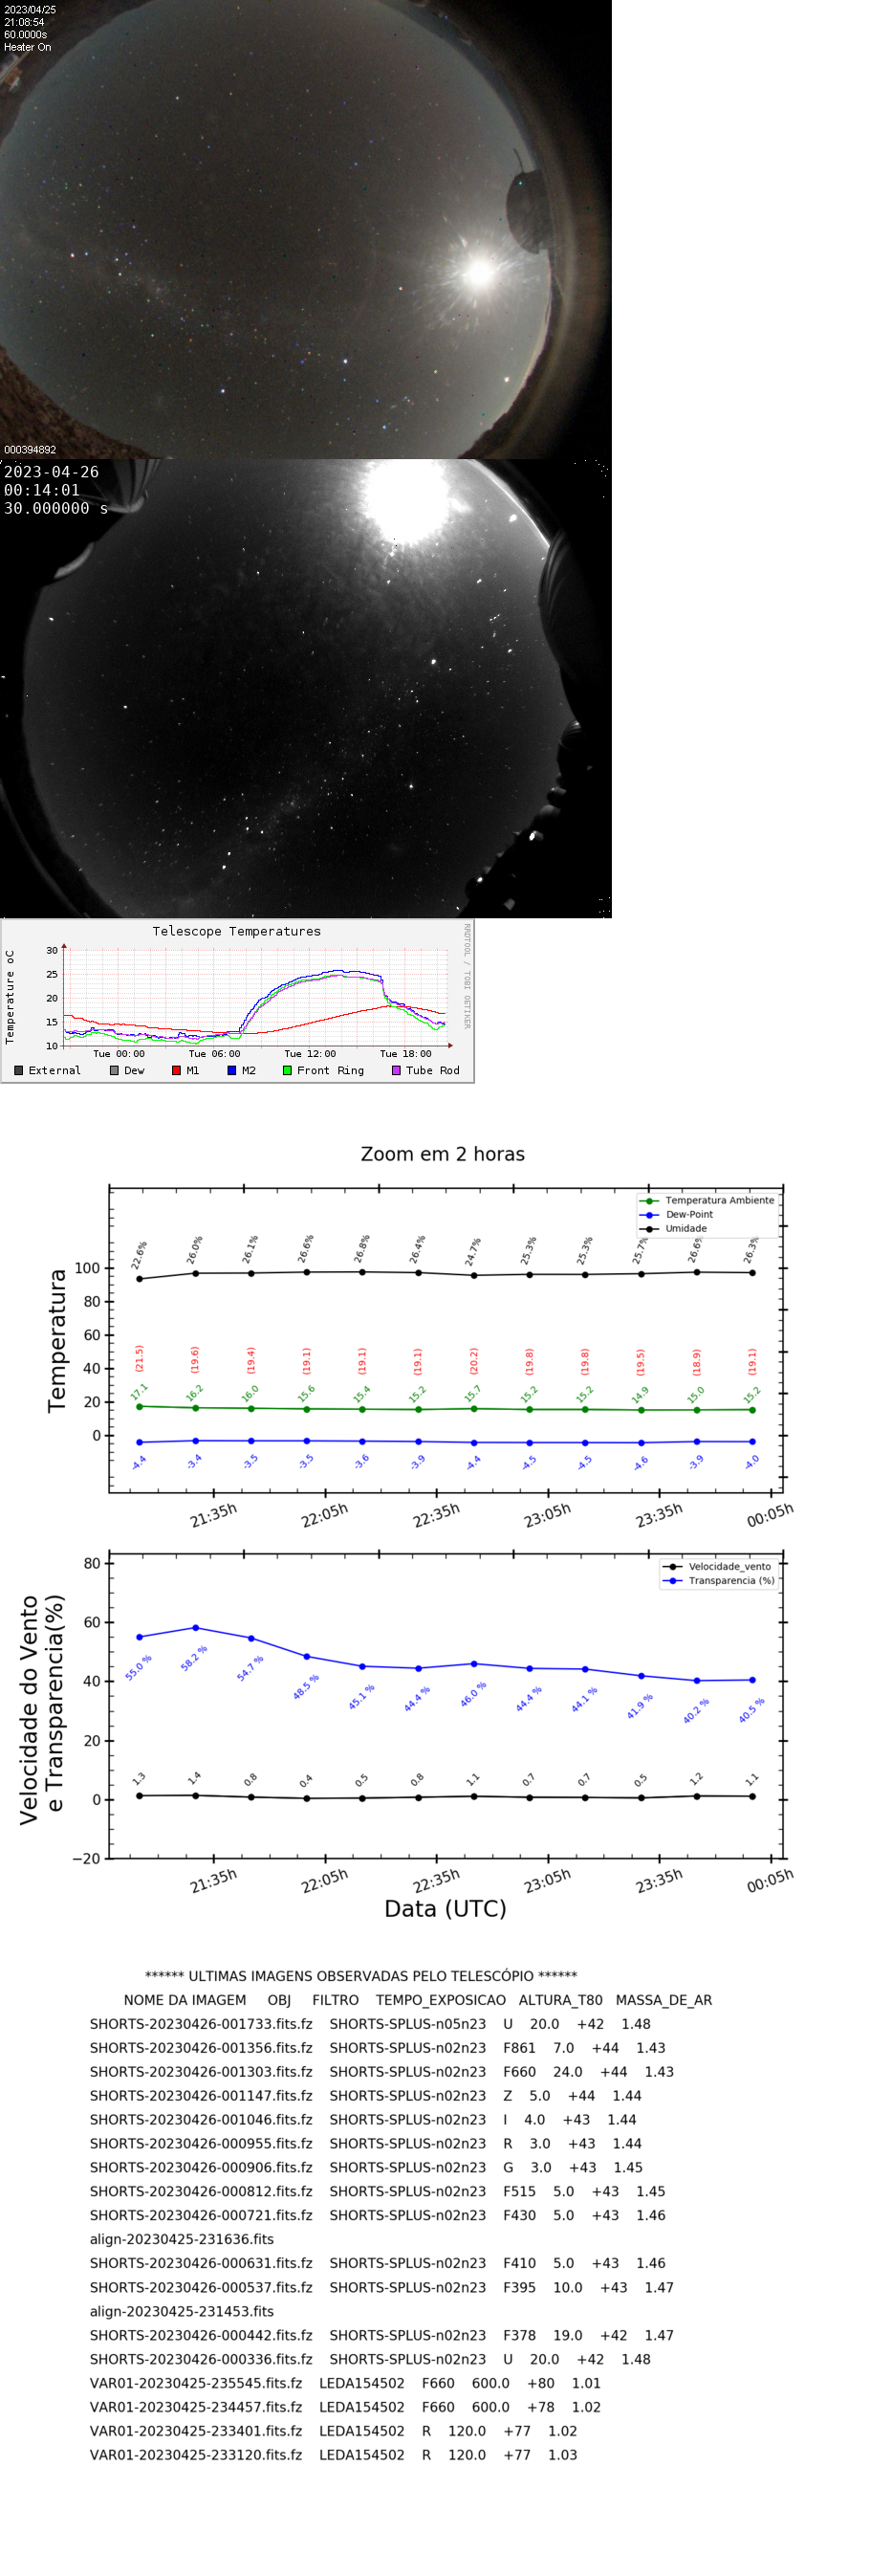 2023/04/25
21:08:54
60.0000s
Heater On
000394892
2023-04-26
00:14:01
30.000000 s
Telescope Temperatures
RRDTOOL / TOBI OETIKER
Temperature oC
30
25
20
15
10
Tue 00:00 Tue 06:00 Tue 12:00 Tue 18:00
External Dew M1 M2 Front Ring Tube Rod
Zoom em 2 horas
Temperatura Ambiente
Dew-Point
Umidade
Temperatura
100
80
60
40
20
0
22.6% 26.0% 26.1% 26.6% 26.8% 26.4% 24.7% 25.3% 25.3% 25.7% 26.6% 26.3%
(21.5) (19.6) (19.4) (19.1) (19.1) (19.1) (20.2) (19.8) (19.8) (19.5) (18.9) (19.1)
17.1 16.2 16.0 15.6 15.4 15.2 15.7 15.2 15.2 14.9 15.0 15.2
-4.4 -3.4 -3.5 -3.5 -3.6 -3.9 -4.4 -4.5 -4.5 -4.6 -3.9 -4.0
21:35h 22:05h 22:35h 23:05h 23:35h 00:05h
Velocidade_vento
Transparencia (%)
Velocidade do Vento
e Transparencia(%)
80
60
40
20
0
−20
55.0 % 58.2 % 54.7 % 48.5 % 45.1 % 44.4 % 46.0 % 44.4 % 44.1 % 41.9 % 40.2 % 40.5 %
1.3 1.4 0.8 0.4 0.5 0.8 1.1 0.7 0.7 0.5 1.2 1.1
21:35h 22:05h 22:35h 23:05h 23:35h 00:05h
Data (UTC)
****** ULTIMAS IMAGENS OBSERVADAS PELO TELESCÓPIO ******
NOME DA IMAGEM OBJ FILTRO TEMPO_EXPOSICAO ALTURA_T80 MASSA_DE_AR
SHORTS-20230426-001733.fits.fz SHORTS-SPLUS-n05n23 U 20.0 +42 1.48
SHORTS-20230426-001356.fits.fz SHORTS-SPLUS-n02n23 F861 7.0 +44 1.43
SHORTS-20230426-001303.fits.fz SHORTS-SPLUS-n02n23 F660 24.0 +44 1.43
SHORTS-20230426-001147.fits.fz SHORTS-SPLUS-n02n23 Z 5.0 +44 1.44
SHORTS-20230426-001046.fits.fz SHORTS-SPLUS-n02n23 I 4.0 +43 1.44
SHORTS-20230426-000955.fits.fz SHORTS-SPLUS-n02n23 R 3.0 +43 1.44
SHORTS-20230426-000906.fits.fz SHORTS-SPLUS-n02n23 G 3.0 +43 1.45
SHORTS-20230426-000812.fits.fz SHORTS-SPLUS-n02n23 F515 5.0 +43 1.45
SHORTS-20230426-000721.fits.fz SHORTS-SPLUS-n02n23 F430 5.0 +43 1.46
align-20230425-231636.fits
SHORTS-20230426-000631.fits.fz SHORTS-SPLUS-n02n23 F410 5.0 +43 1.46
SHORTS-20230426-000537.fits.fz SHORTS-SPLUS-n02n23 F395 10.0 +43 1.47
align-20230425-231453.fits
SHORTS-20230426-000442.fits.fz SHORTS-SPLUS-n02n23 F378 19.0 +42 1.47
SHORTS-20230426-000336.fits.fz SHORTS-SPLUS-n02n23 U 20.0 +42 1.48
VAR01-20230425-235545.fits.fz LEDA154502 F660 600.0 +80 1.01
VAR01-20230425-234457.fits.fz LEDA154502 F660 600.0 +78 1.02
VAR01-20230425-233401.fits.fz LEDA154502 R 120.0 +77 1.02
VAR01-20230425-233120.fits.fz LEDA154502 R 120.0 +77 1.03